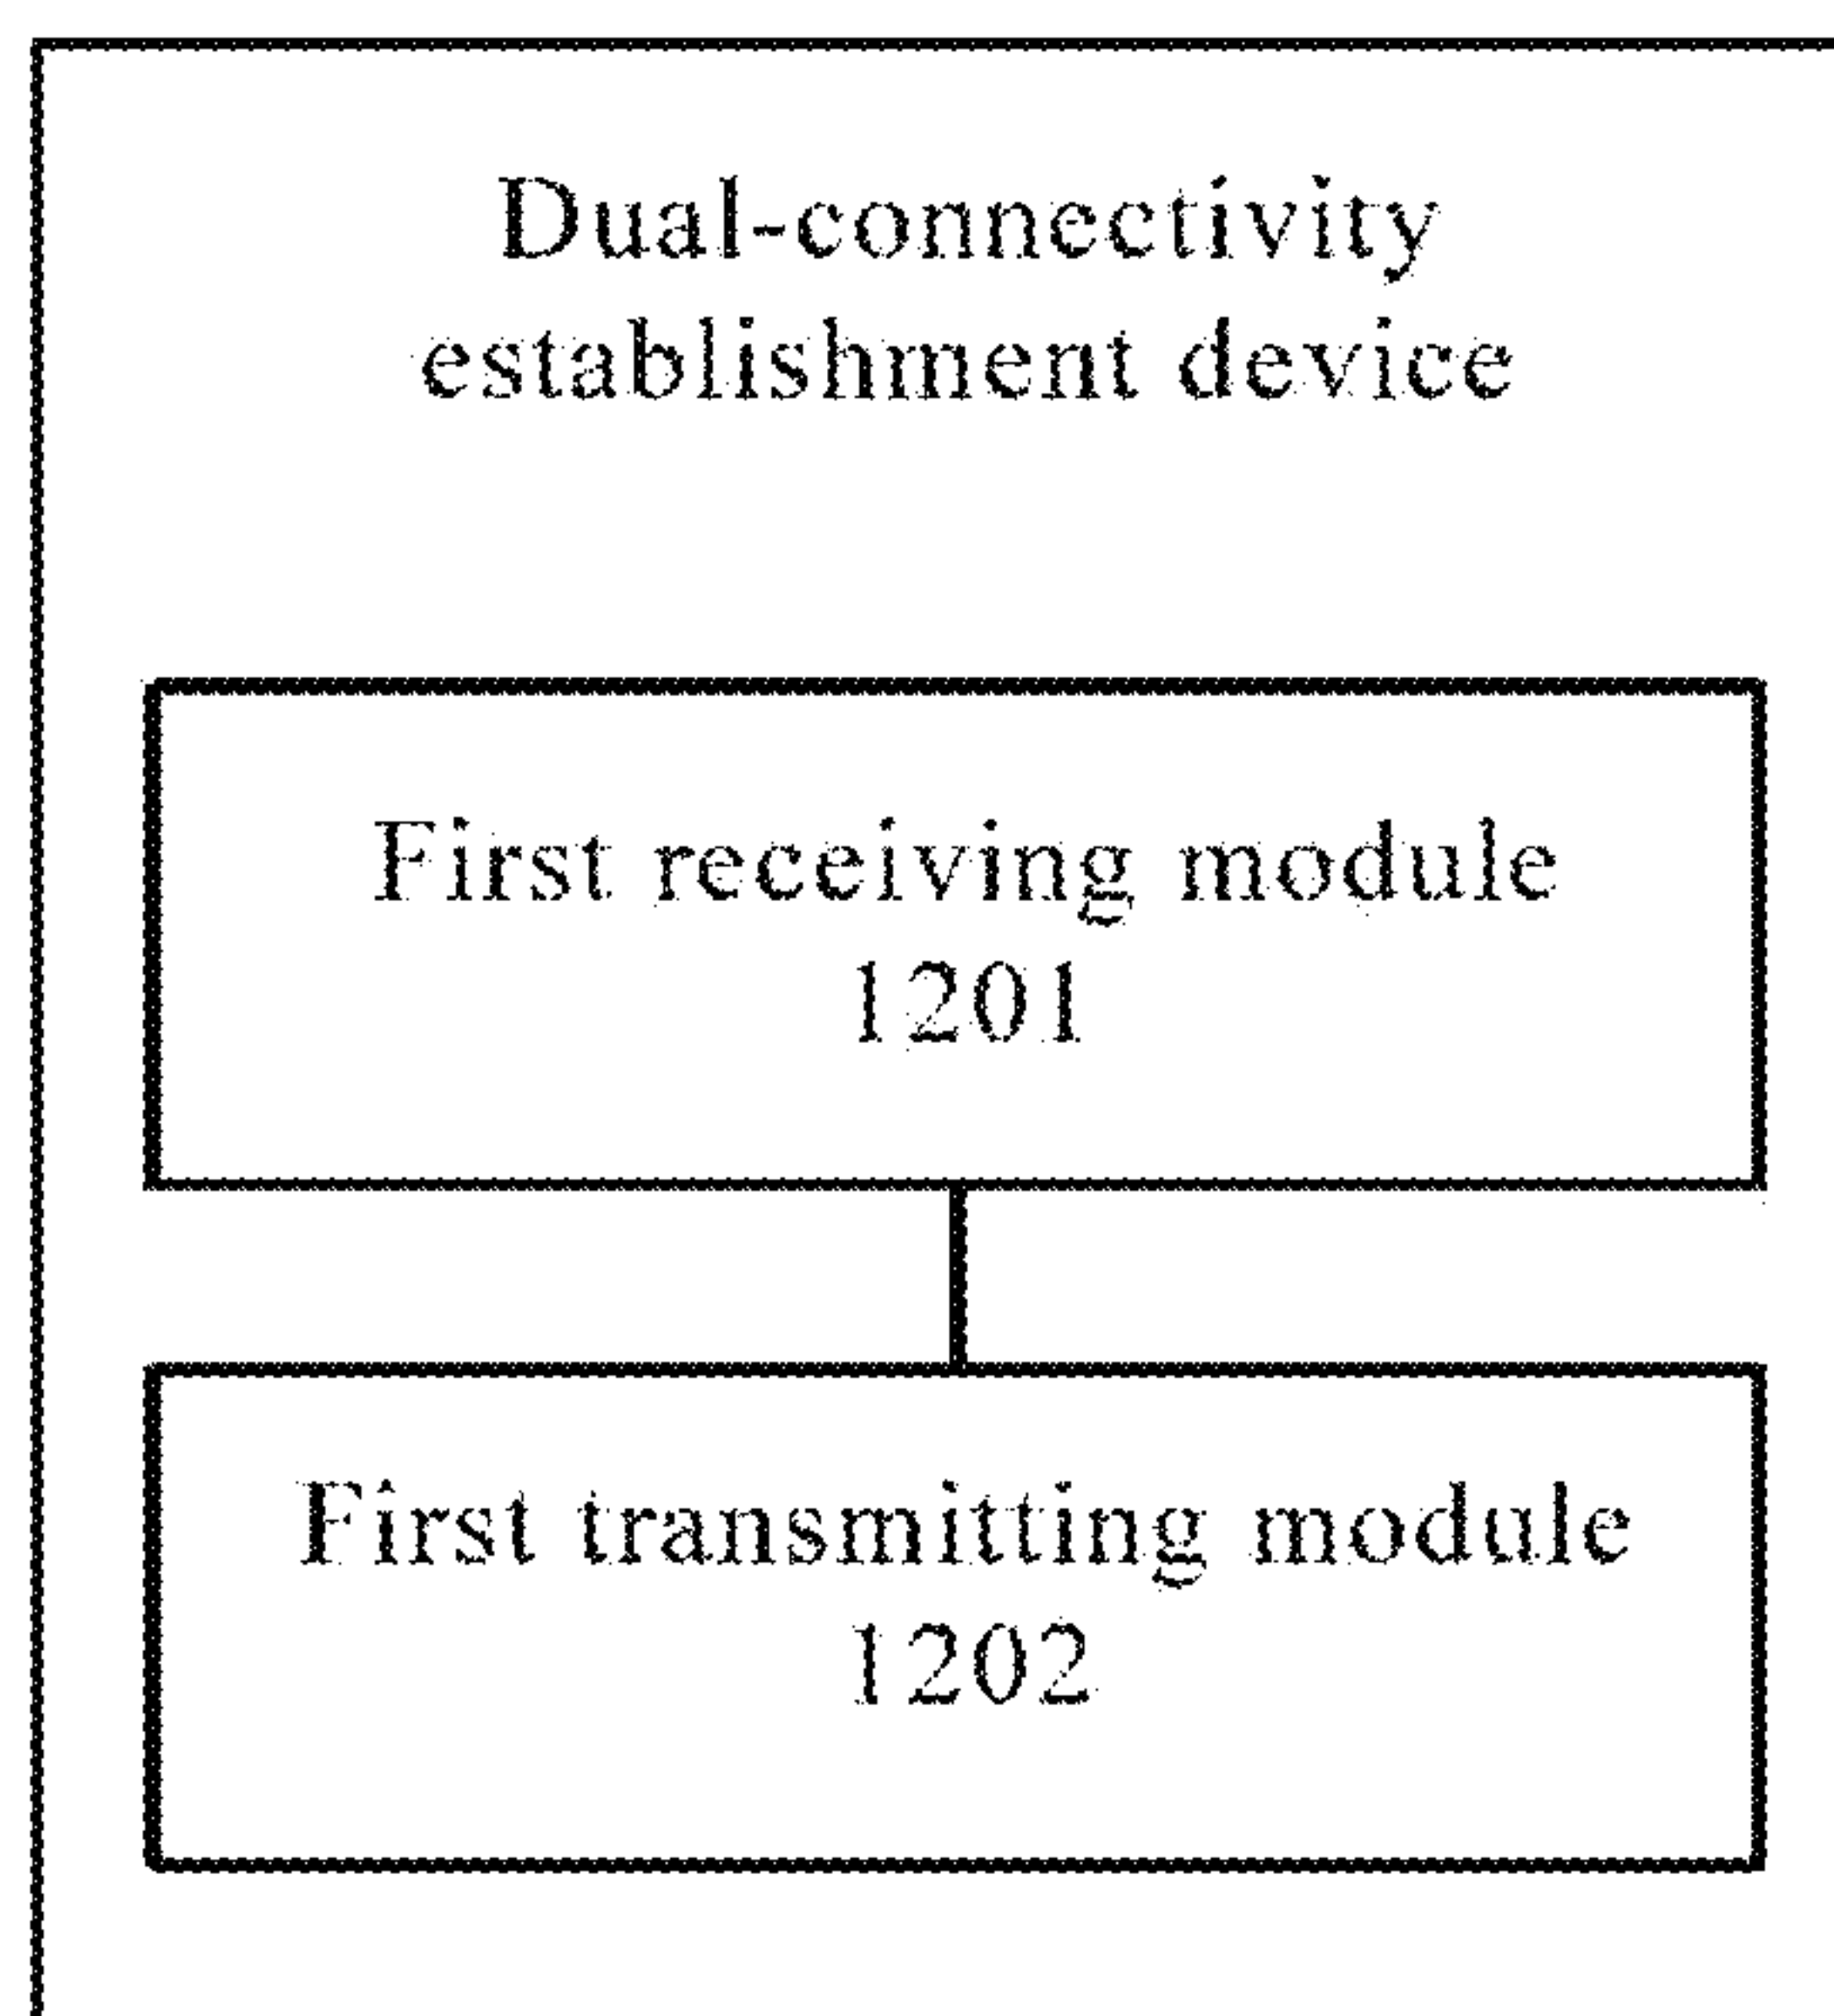 Dual-connectivity
establishment device
First receiving module
1201
First transmitting module
1202